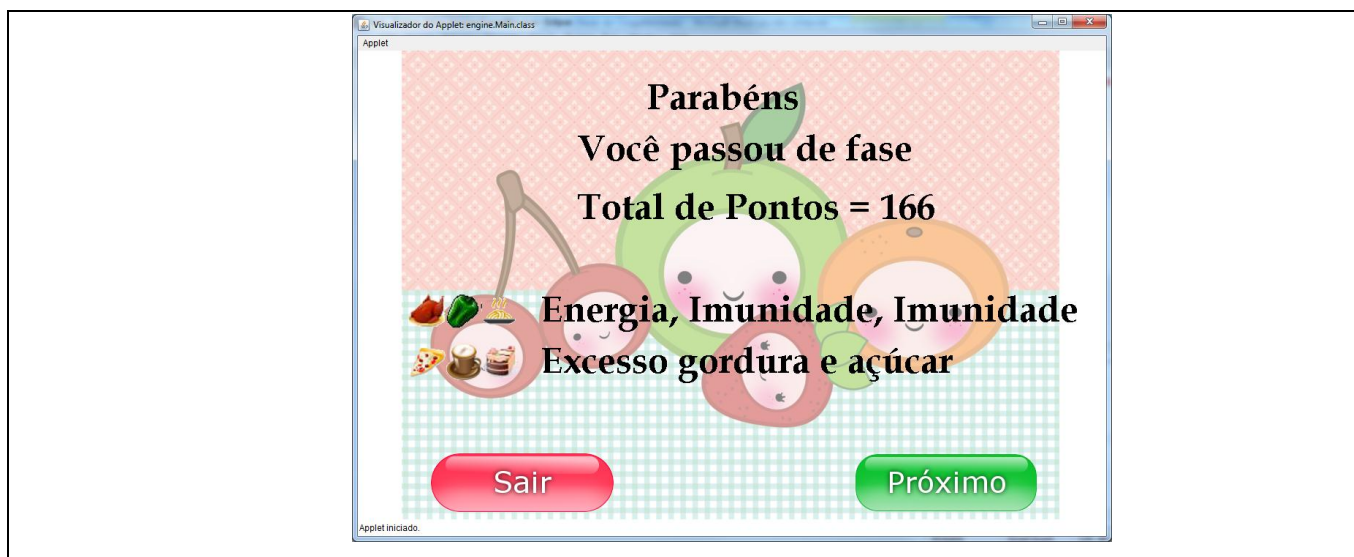 Visualizador do Applet: engine.Main.class
Applet
Parabéns
Você passou de fase
Total de Pontos = 166
Energia, Imunidade, Imunidade
Excesso gordura e açúcar
Sair
Próximo
Applet iniciado.